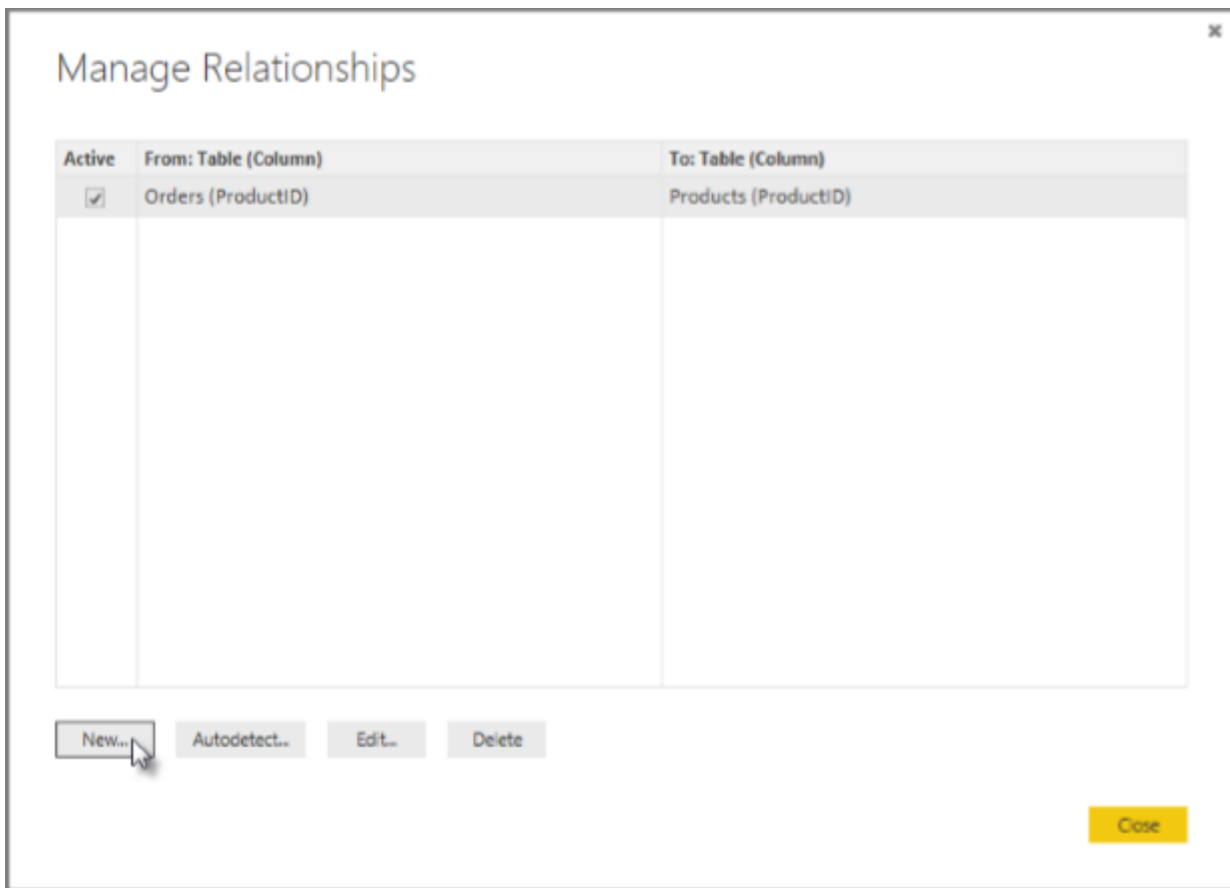 Manage Relationships
Active From: Table (Column) To: Table (Column)
Orders (ProductID) Products (ProductID)
New... Autodetect... Edit... Delete
Close